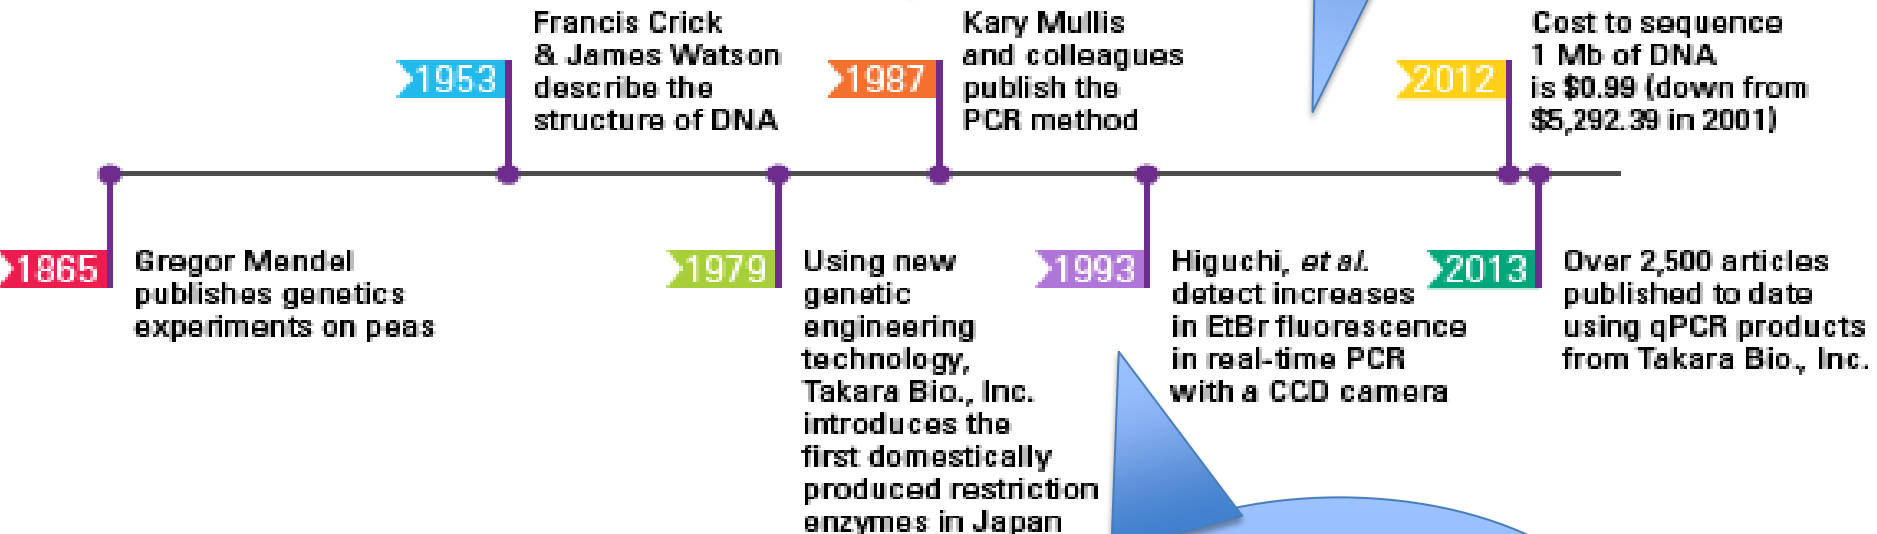 1953
Francis Crick
& James Watson
describe the
structure of DNA
1987
Kary Mullis
and colleagues
publish the
PCR method
2012
Cost to sequence
1 Mb of DNA
is $0.99 (down from
$5,292.39 in 2001)
1865
Gregor Mendel
publishes genetics
experiments on peas
1979
Using new
genetic
engineering
technology,
Takara Bio., Inc.
introduces the
first domestically
produced restriction
enzymes in Japan
1993
Higuchi, et al.
detect increases
in EtBr fluorescence
in real-time PCR
with a CCD camera
2013
Over 2,500 articles
published to date
using qPCR products
from Takara Bio., Inc.